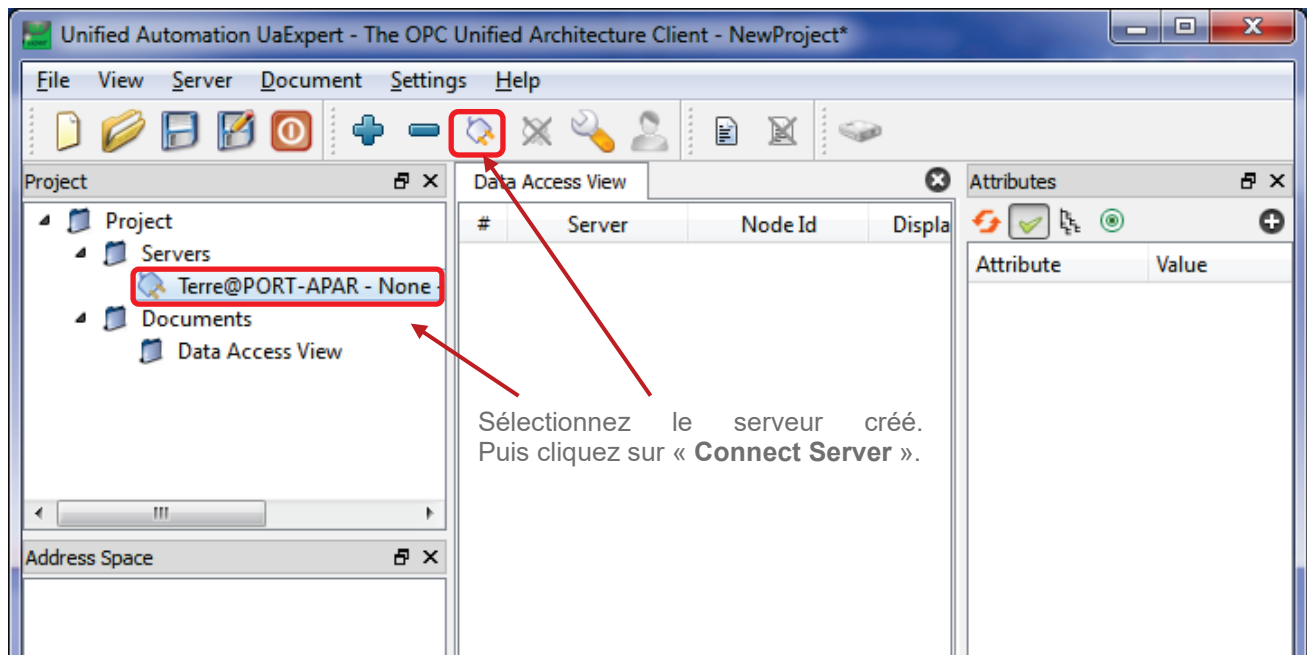 Unified Automation UaExpert - The OPC Unified Architecture Client - NewProject*
File View Server Document Settings Help
Project
Data Access View
Attributes
Project
Servers
Terre@PORT-APAR - None -
Documents
Data Access View
# Server Node Id Displa
Attribute Value
Sélectionnez le serveur créé.
Puis cliquez sur « Connect Server ».
Address Space